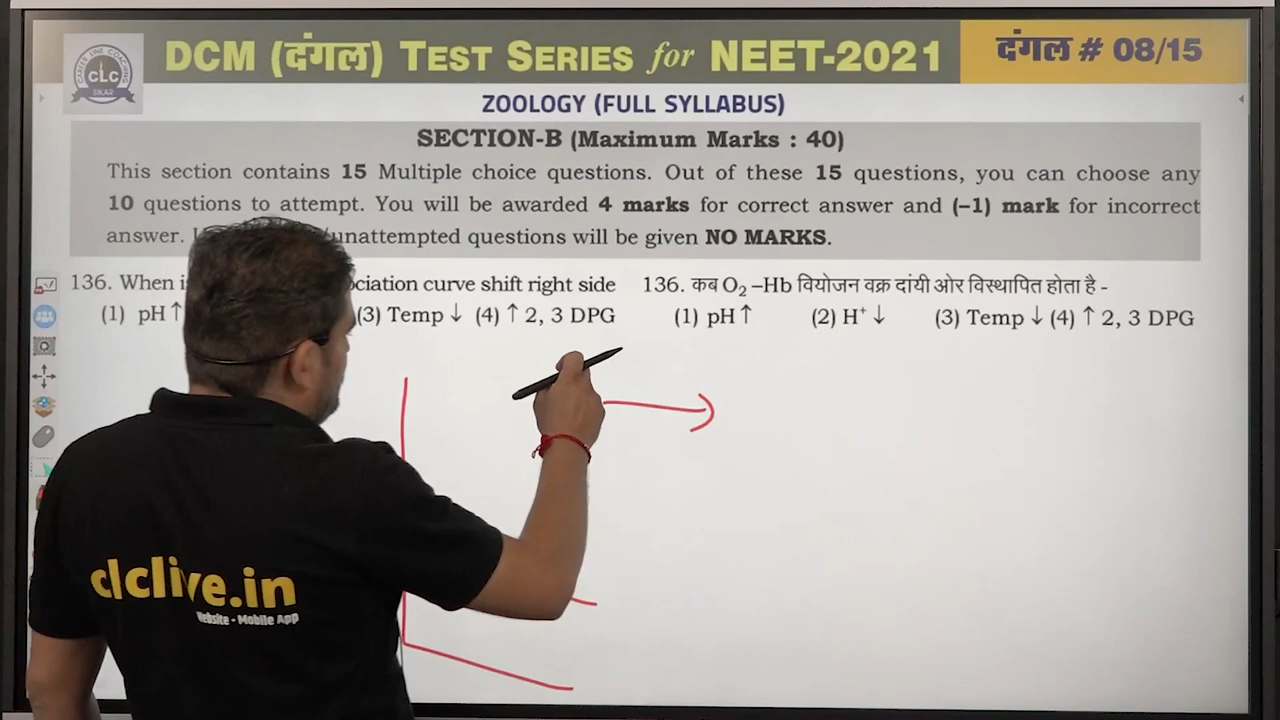 CAREER LINE COACHING
CLC
SIKAR
DCM (दंगल) TEST SERIES for NEET-2021
दंगल # 08/15
ZOOLOGY (FULL SYLLABUS)
SECTION-B (Maximum Marks : 40)
This section contains 15 Multiple choice questions. Out of these 15 questions, you can choose any
10 questions to attempt. You will be awarded 4 marks for correct answer and (–1) mark for incorrect
answer. /unattempted questions will be given NO MARKS.
136. When curve shift right side
(1) pH↑ (3) Temp ↓ (4) ↑ 2, 3 DPG
136. कब O₂ –Hb वियोजन वक्र दांयी ओर विस्थापित होता है -
(1) pH↑ (2) H⁺ ↓ (3) Temp ↓ (4) ↑ 2, 3 DPG
clclive.in
Website - Mobile App